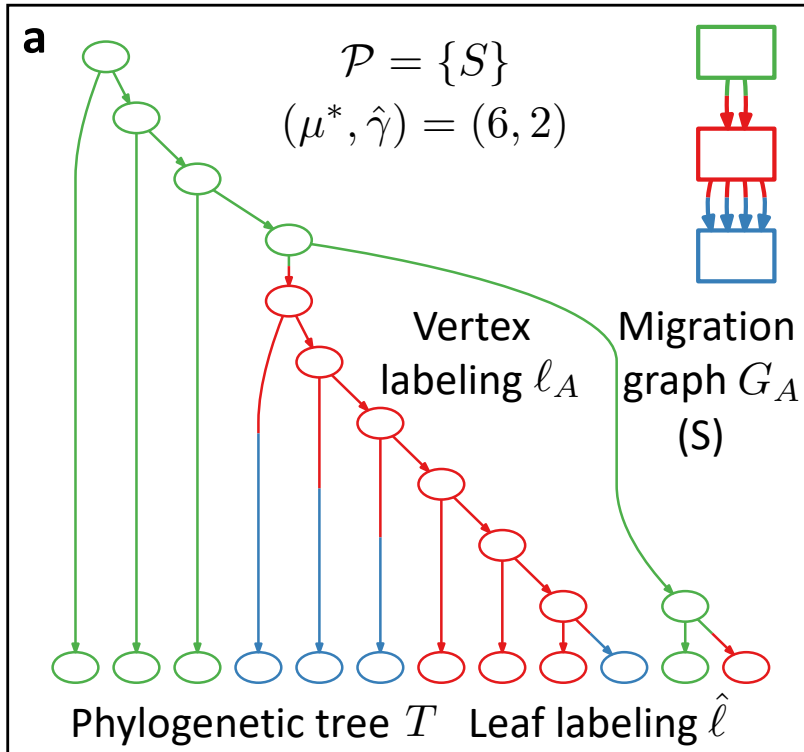 a
𝒫 = {S}
(μ*, γ̂) = (6, 2)
Vertex
labeling ℓ_A
Migration
graph G_A
(S)
Phylogenetic tree T
Leaf labeling ℓ̂